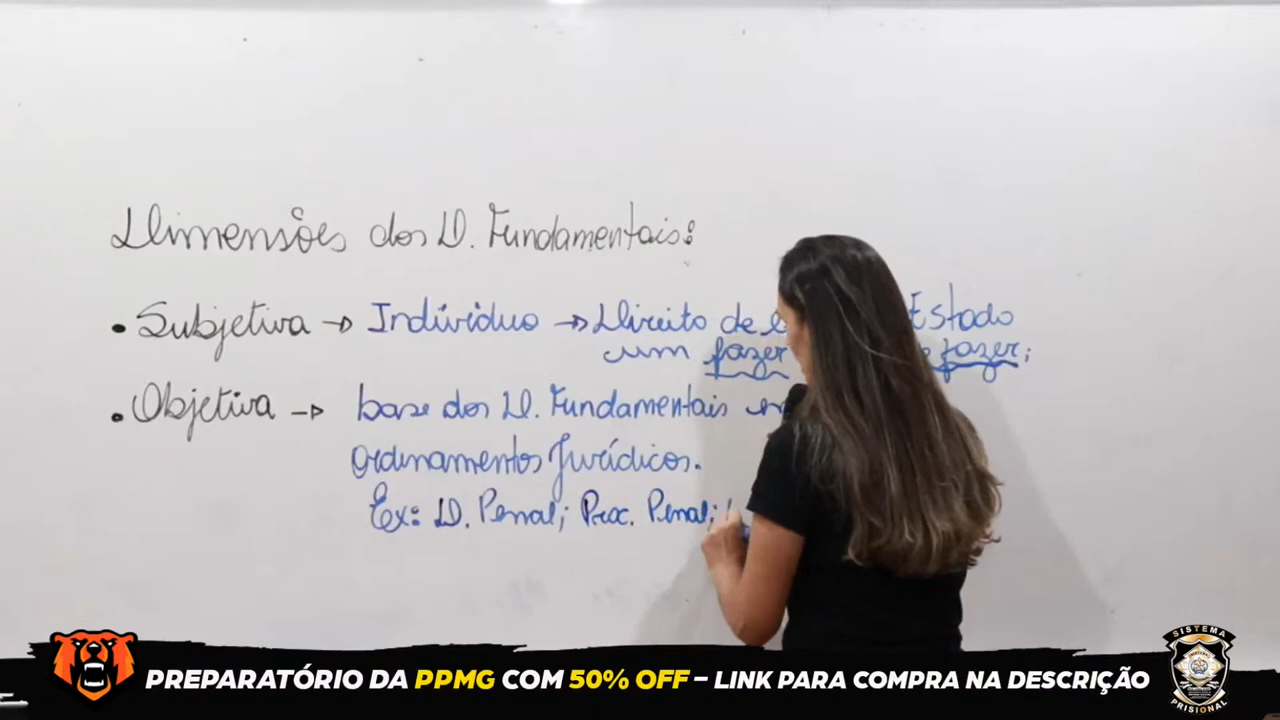 Dimensões dos D. Fundamentais:
• Subjetiva → Indivíduo → Direito de Estado
um fazer fazer;
• Objetiva → base dos D. Fundamentais
ordenamentos Jurídicos.
Ex: D. Penal; Proc. Penal;
PREPARATÓRIO DA PPMG COM 50% OFF – LINK PARA COMPRA NA DESCRIÇÃO
SISTEMA
PRISIONAL